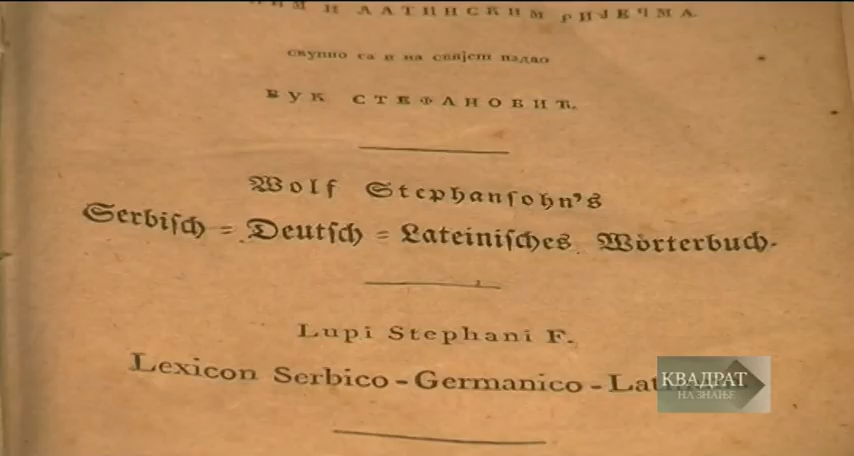 И ЛАТИНСКИМ РИЈЕЧМА.
скупио га и на свијет издао
ВУК СТЕФАНОВИЋ.
Wolf Stephanſohn's
Serbiſch = Deutſch = Lateiniſches Wörterbuch.
Lupi Stephani F.
Lexicon Serbico - Germanico -
КВАДРАТ
НА ЗНАЊЕ